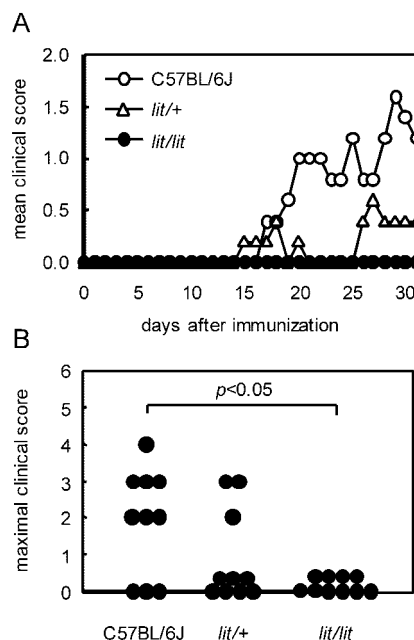 A
2.0
1.5
1.0
0.5
0.0
mean clinical score
C57BL/6J
lit/+
lit/lit
0 5 10 15 20 25 30
days after immunization
B
6
5
4
3
2
1
0
maximal clinical score
p<0.05
C57BL/6J lit/+ lit/lit